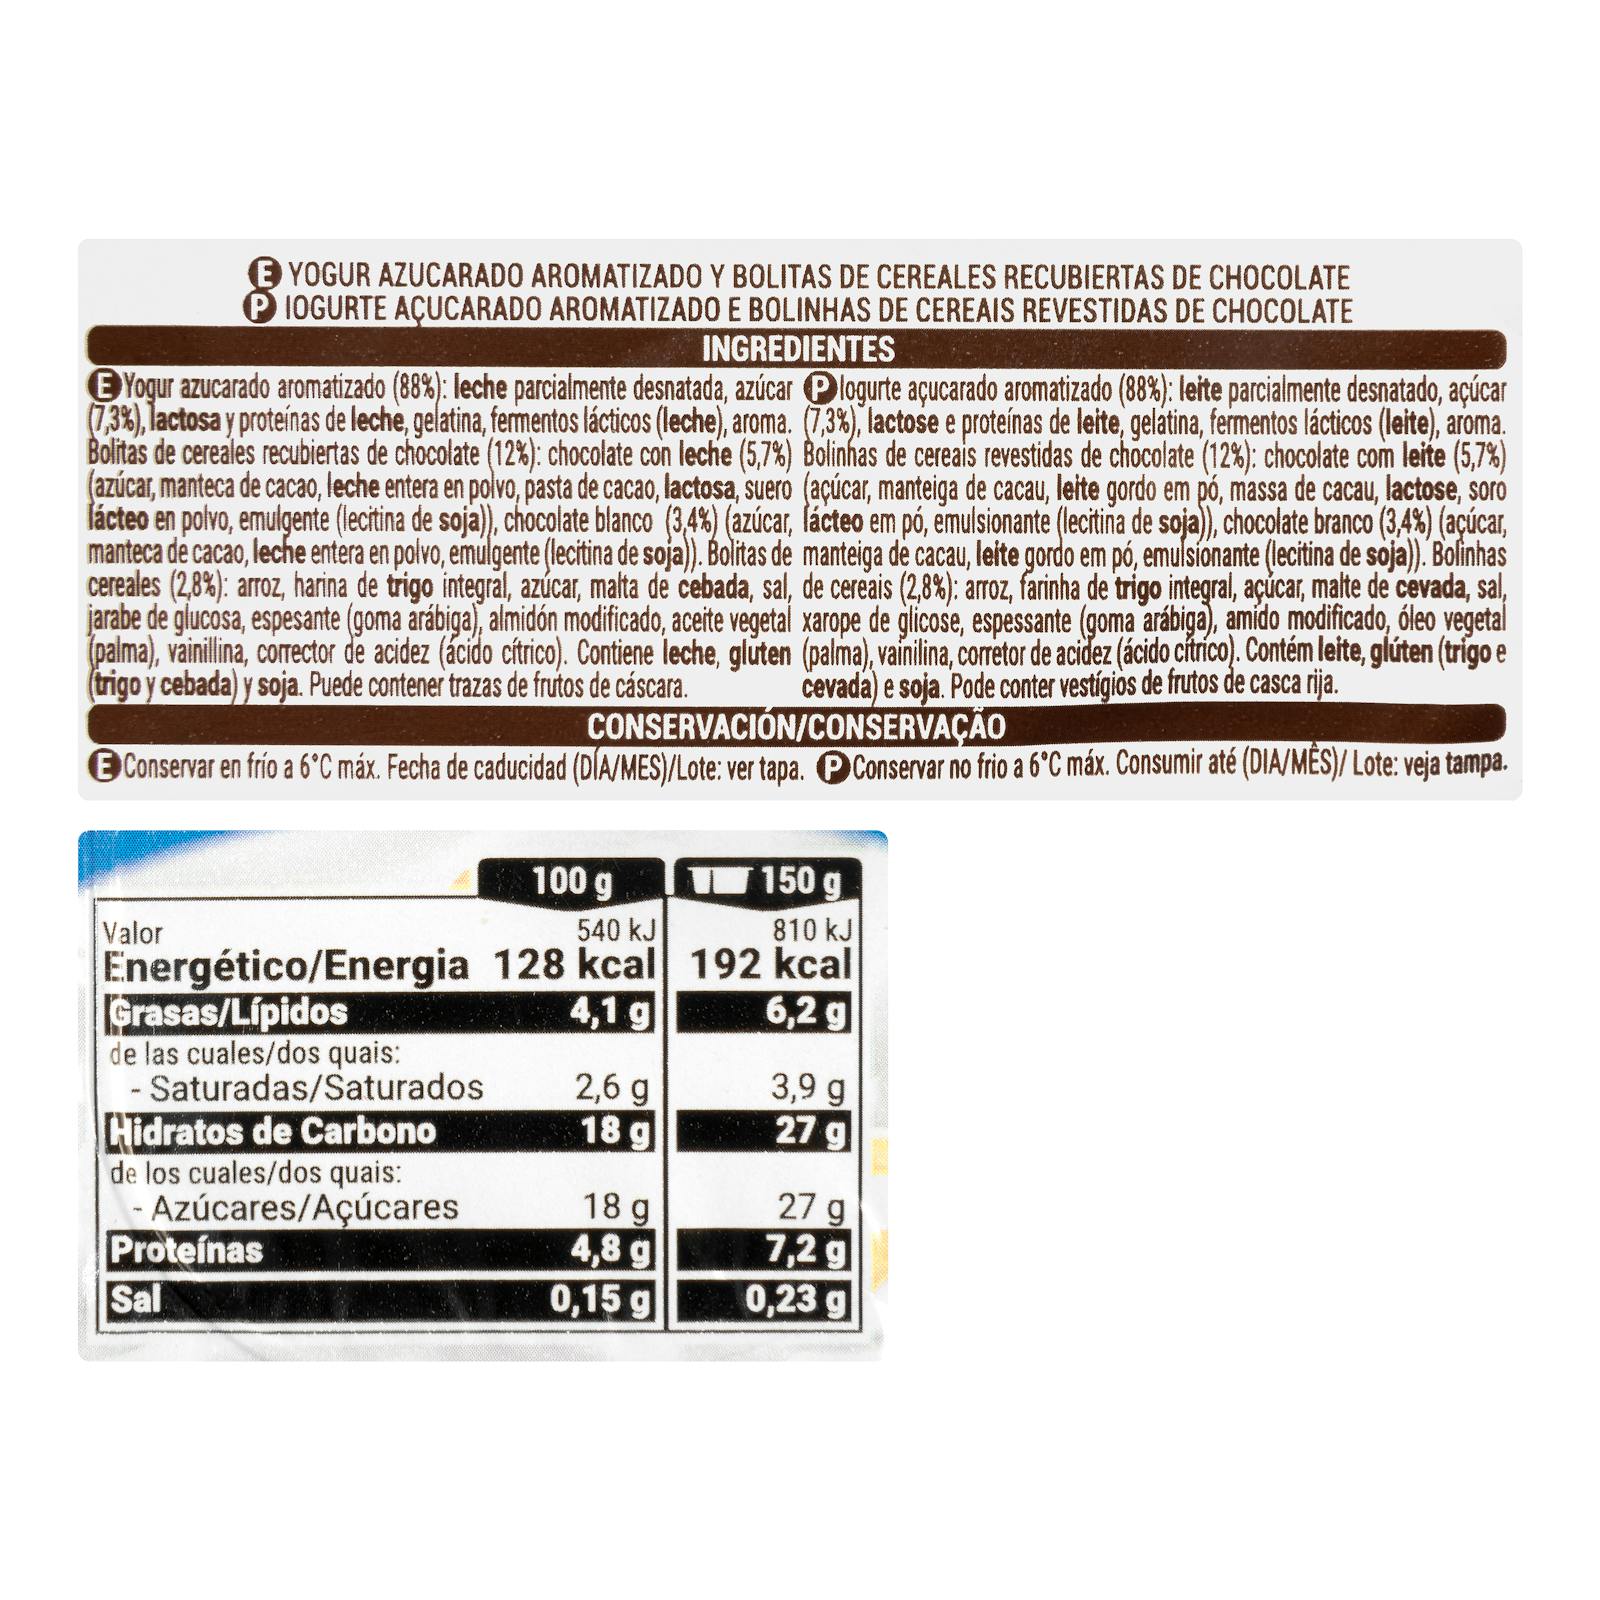 E YOGUR AZUCARADO AROMATIZADO Y BOLITAS DE CEREALES RECUBIERTAS DE CHOCOLATE
P IOGURTE AÇUCARADO AROMATIZADO E BOLINHAS DE CEREAIS REVESTIDAS DE CHOCOLATE
INGREDIENTES
E Yogur azucarado aromatizado (88%): leche parcialmente desnatada, azúcar
(7,3%), lactosa y proteínas de leche, gelatina, fermentos lácticos (leche), aroma.
Bolitas de cereales recubiertas de chocolate (12%): chocolate con leche (5,7%)
(azúcar, manteca de cacao, leche entera en polvo, pasta de cacao, lactosa, suero
lácteo en polvo, emulgente (lecitina de soja)), chocolate blanco (3,4%) (azúcar,
manteca de cacao, leche entera en polvo, emulgente (lecitina de soja)). Bolitas de
cereales (2,8%): arroz, harina de trigo integral, azúcar, malta de cebada, sal,
jarabe de glucosa, espesante (goma arábiga), almidón modificado, aceite vegetal
(palma), vainillina, corrector de acidez (ácido cítrico). Contiene leche, gluten
(trigo y cebada) y soja. Puede contener trazas de frutos de cáscara.
P Iogurte açucarado aromatizado (88%): leite parcialmente desnatado, açúcar
(7,3%), lactose e proteínas de leite, gelatina, fermentos lácticos (leite), aroma.
Bolinhas de cereais revestidas de chocolate (12%): chocolate com leite (5,7%)
(açúcar, manteiga de cacau, leite gordo em pó, massa de cacau, lactose, soro
lácteo em pó, emulsionante (lecitina de soja)), chocolate branco (3,4%) (açúcar,
manteiga de cacau, leite gordo em pó, emulsionante (lecitina de soja)). Bolinhas
de cereais (2,8%): arroz, farinha de trigo integral, açúcar, malte de cevada, sal,
xarope de glicose, espessante (goma arábiga), amido modificado, óleo vegetal
(palma), vainilina, corretor de acidez (ácido cítrico). Contém leite, glúten (trigo e
cevada) e soja. Pode conter vestígios de frutos de casca rija.
CONSERVACIÓN/CONSERVAÇÃO
E Conservar en frío a 6°C máx. Fecha de caducidad (DÍA/MES)/Lote: ver tapa.
P Conservar no frio a 6°C máx. Consumir até (DIA/MÊS)/ Lote: veja tampa.
100 g 150 g
Valor 540 kJ 810 kJ
Energético/Energia 128 kcal 192 kcal
Grasas/Lípidos 4,1 g 6,2 g
de las cuales/dos quais:
- Saturadas/Saturados 2,6 g 3,9 g
Hidratos de Carbono 18 g 27 g
de los cuales/dos quais:
- Azúcares/Açúcares 18 g 27 g
Proteínas 4,8 g 7,2 g
Sal 0,15 g 0,23 g